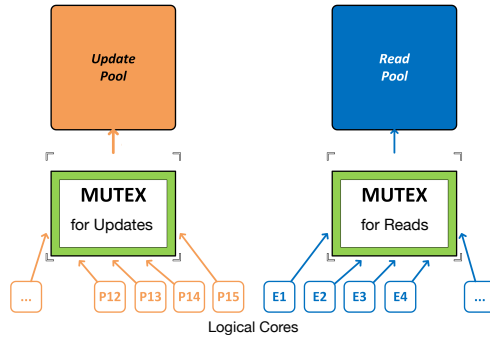 Update
Pool
Read
Pool
MUTEX
for Updates
MUTEX
for Reads
...
P12
P13
P14
P15
E1
E2
E3
E4
...
Logical Cores